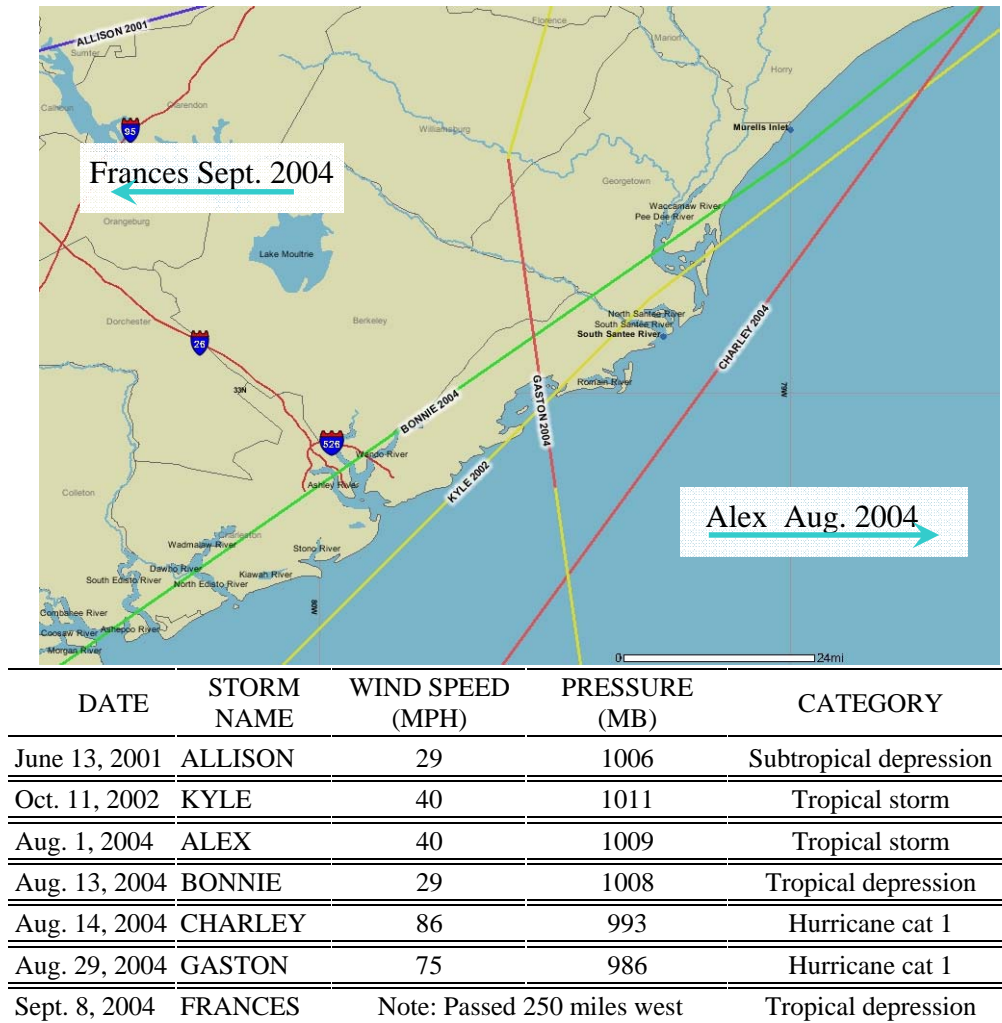 ALLISON 2001
Sumter
Florence
Marion
Horry
Calhoun
Clarendon
95
Williamsburg
Murells Inlet
Frances Sept. 2004
Georgetown
Waccamaw River
Pee Dee River
Orangeburg
Lake Moultrie
Dorchester
Berkeley
North Santee River
South Santee River
South Santee River
26
CHARLEY 2004
33N
Romain River
79W
GASTON 2004
BONNIE 2004
526
Wando River
KYLE 2002
Colleton
Ashley River
Alex Aug. 2004
Charleston
Wadmalaw River
Stono River
Dawho River
South Edisto River
North Edisto River
Kiawah River
Combahee River
80W
Coosaw River
Ashepoo River
Morgan River
0
24mi
DATE STORM NAME WIND SPEED (MPH) PRESSURE (MB) CATEGORY
June 13, 2001 ALLISON 29 1006 Subtropical depression
Oct. 11, 2002 KYLE 40 1011 Tropical storm
Aug. 1, 2004 ALEX 40 1009 Tropical storm
Aug. 13, 2004 BONNIE 29 1008 Tropical depression
Aug. 14, 2004 CHARLEY 86 993 Hurricane cat 1
Aug. 29, 2004 GASTON 75 986 Hurricane cat 1
Sept. 8, 2004 FRANCES Note: Passed 250 miles west Tropical depression